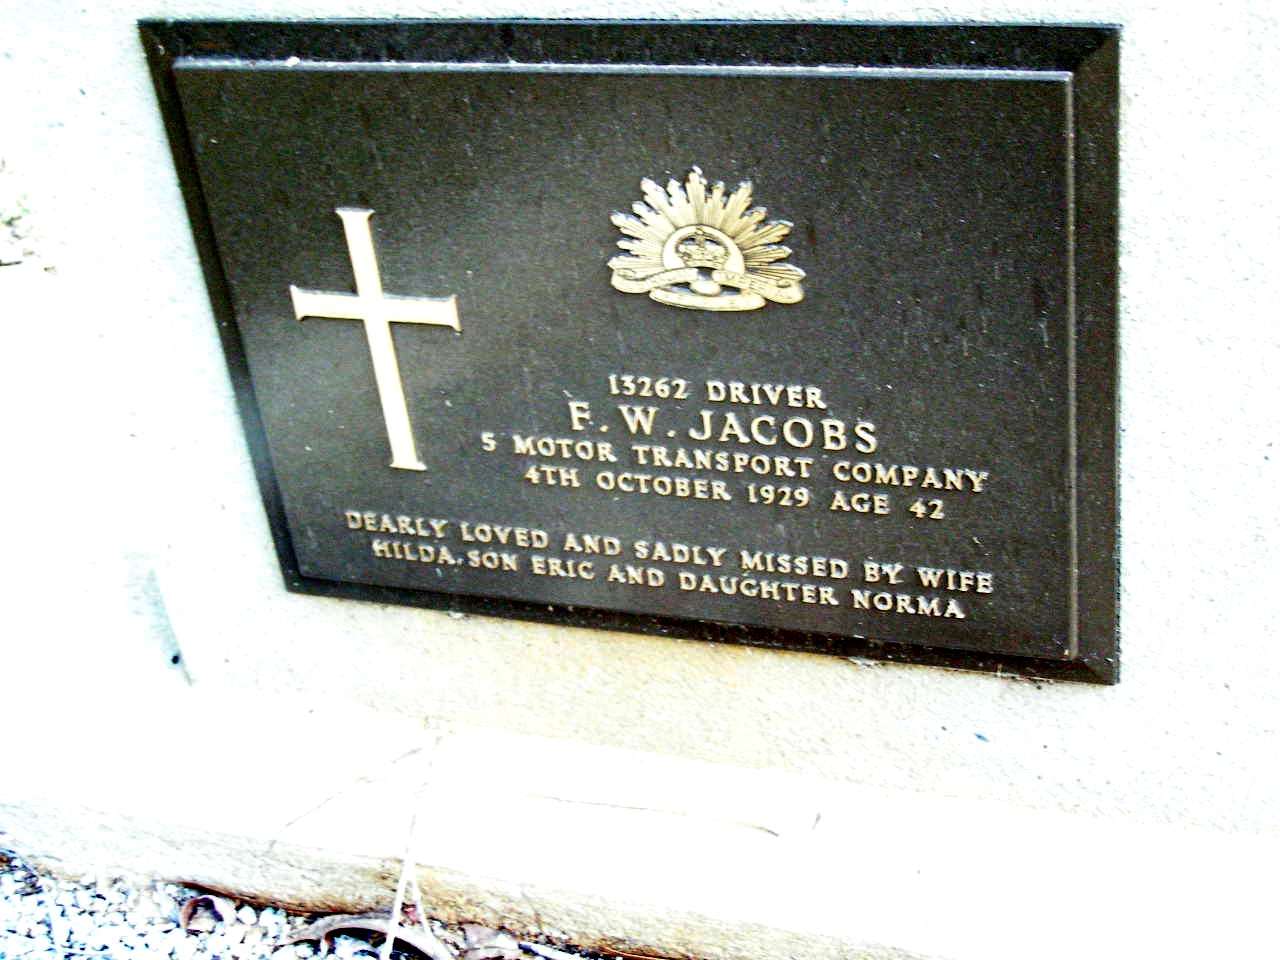 13262 DRIVER
F. W. JACOBS
5 MOTOR TRANSPORT COMPANY
4TH OCTOBER 1929 AGE 42
DEARLY LOVED AND SADLY MISSED BY WIFE
HILDA, SON ERIC AND DAUGHTER NORMA